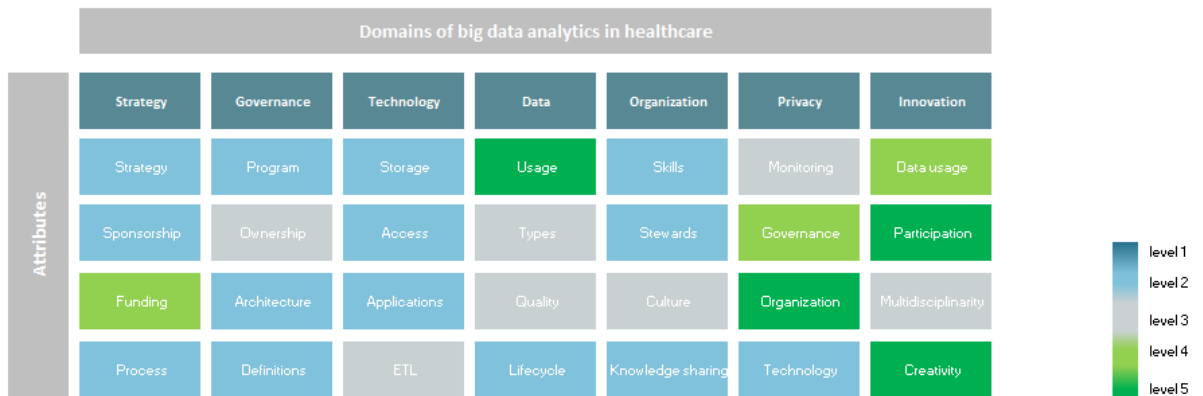 Domains of big data analytics in healthcare
Attributes
Strategy Governance Technology Data Organization Privacy Innovation
Strategy Program Storage Usage Skills Monitoring Data usage
Sponsorship Ownership Access Types Stewards Governance Participation
Funding Architecture Applications Quality Culture Organization Multidisciplinarity
Process Definitions ETL Lifecycle Knowledge sharing Technology Creativity
level 1
level 2
level 3
level 4
level 5